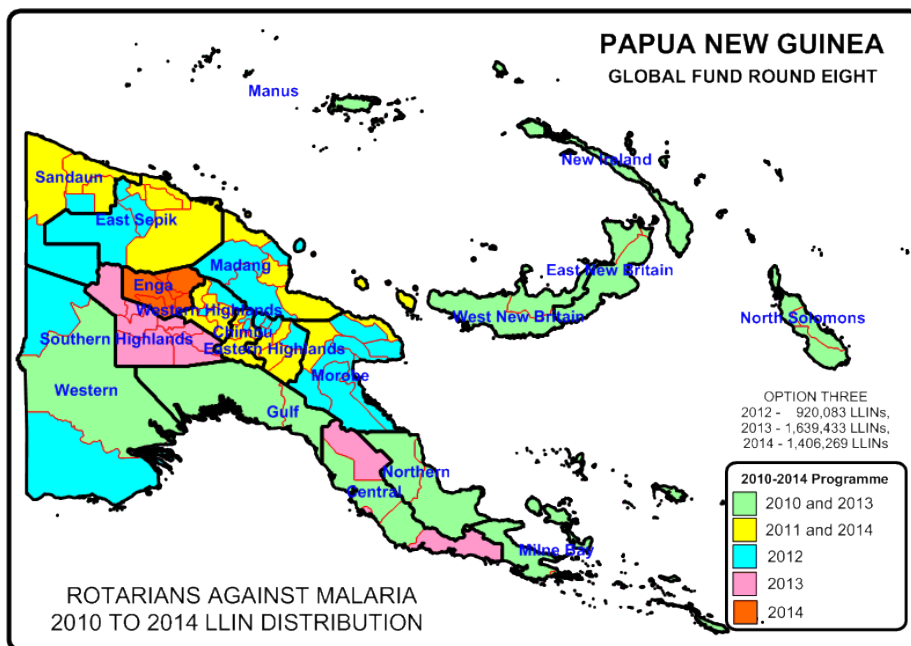 PAPUA NEW GUINEA
GLOBAL FUND ROUND EIGHT
Manus
New Ireland
Sandaun
East Sepik
Madang
East New Britain
Enga
Western Highlands
West New Britain
North Solomons
Chimbu
Southern Highlands
Eastern Highlands
Morobe
Western
Gulf
Northern
Central
Milne Bay
OPTION THREE
2012 - 920,083 LLINs,
2013 - 1,639,433 LLINs,
2014 - 1,406,269 LLINs
2010-2014 Programme
2010 and 2013
2011 and 2014
2012
2013
2014
ROTARIANS AGAINST MALARIA
2010 TO 2014 LLIN DISTRIBUTION